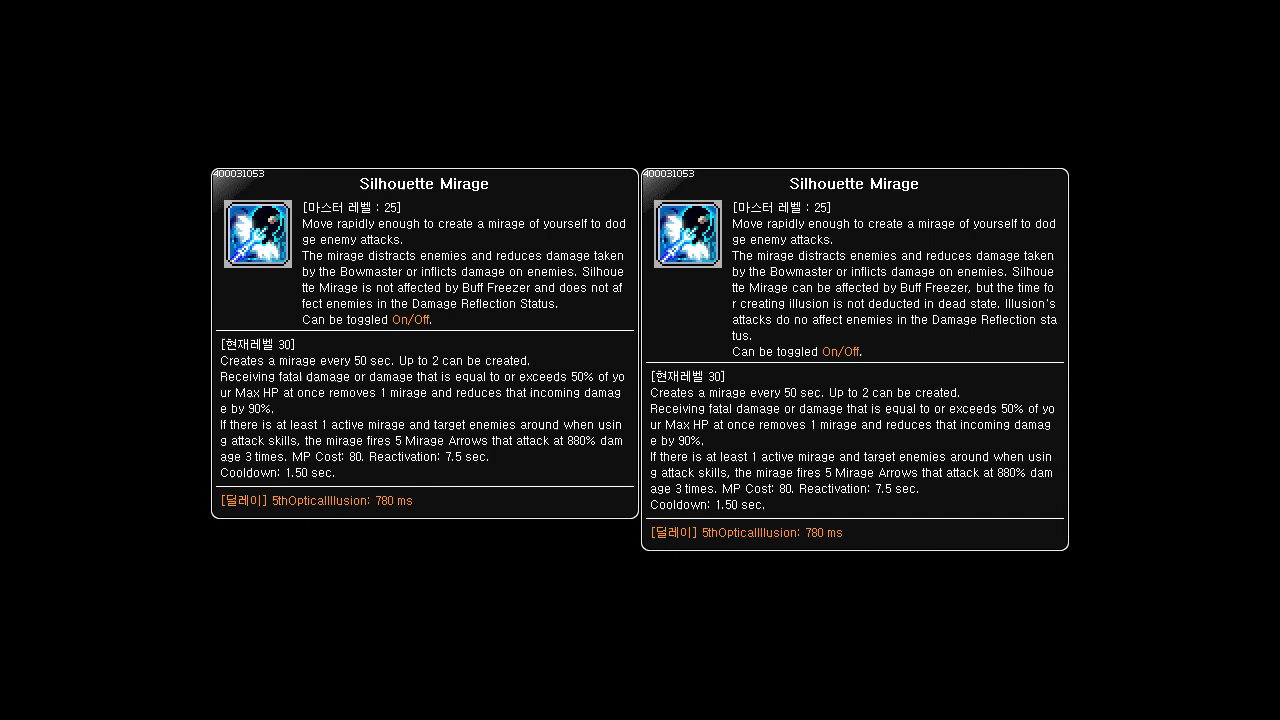 400031053
Silhouette Mirage
[마스터 레벨 : 25]
Move rapidly enough to create a mirage of yourself to dod
ge enemy attacks.
The mirage distracts enemies and reduces damage taken
by the Bowmaster or inflicts damage on enemies. Silhoue
tte Mirage is not affected by Buff Freezer and does not af
fect enemies in the Damage Reflection Status.
Can be toggled On/Off.
[현재레벨 30]
Creates a mirage every 50 sec. Up to 2 can be created.
Receiving fatal damage or damage that is equal to or exceeds 50% of yo
ur Max HP at once removes 1 mirage and reduces that incoming damag
e by 90%.
If there is at least 1 active mirage and target enemies around when usin
g attack skills, the mirage fires 5 Mirage Arrows that attack at 880% dam
age 3 times. MP Cost: 80. Reactivation: 7.5 sec.
Cooldown: 1.50 sec.
[딜레이] 5thOpticalIllusion: 780 ms
400031053
Silhouette Mirage
[마스터 레벨 : 25]
Move rapidly enough to create a mirage of yourself to dod
ge enemy attacks.
The mirage distracts enemies and reduces damage taken
by the Bowmaster or inflicts damage on enemies. Silhoue
tte Mirage can be affected by Buff Freezer, but the time fo
r creating illusion is not deducted in dead state. Illusion's
attacks do no affect enemies in the Damage Reflection sta
tus.
Can be toggled On/Off.
[현재레벨 30]
Creates a mirage every 50 sec. Up to 2 can be created.
Receiving fatal damage or damage that is equal to or exceeds 50% of yo
ur Max HP at once removes 1 mirage and reduces that incoming damag
e by 90%.
If there is at least 1 active mirage and target enemies around when usin
g attack skills, the mirage fires 5 Mirage Arrows that attack at 880% dam
age 3 times. MP Cost: 80. Reactivation: 7.5 sec.
Cooldown: 1.50 sec.
[딜레이] 5thOpticalIllusion: 780 ms